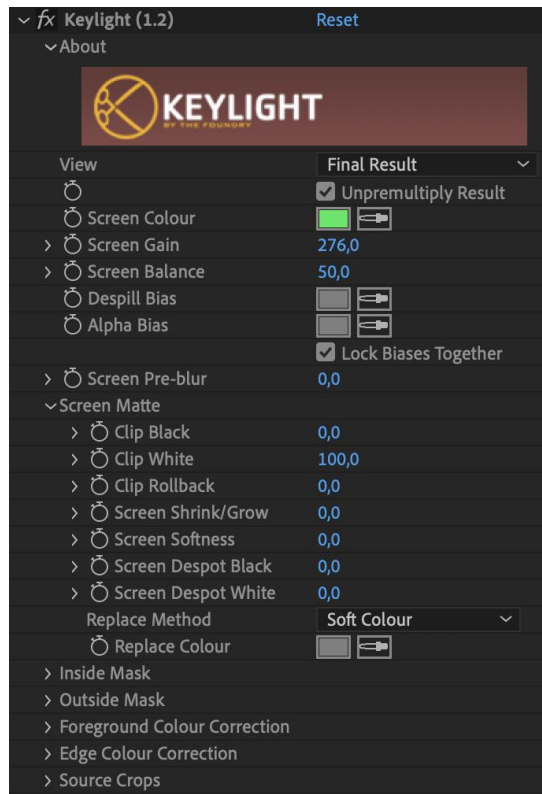 fx Keylight (1.2) Reset
About
KEYLIGHT
BY THE FOUNDRY
View Final Result
Unpremultiply Result
Screen Colour
Screen Gain 276,0
Screen Balance 50,0
Despill Bias
Alpha Bias
Lock Biases Together
Screen Pre-blur 0,0
Screen Matte
Clip Black 0,0
Clip White 100,0
Clip Rollback 0,0
Screen Shrink/Grow 0,0
Screen Softness 0,0
Screen Despot Black 0,0
Screen Despot White 0,0
Replace Method Soft Colour
Replace Colour
Inside Mask
Outside Mask
Foreground Colour Correction
Edge Colour Correction
Source Crops